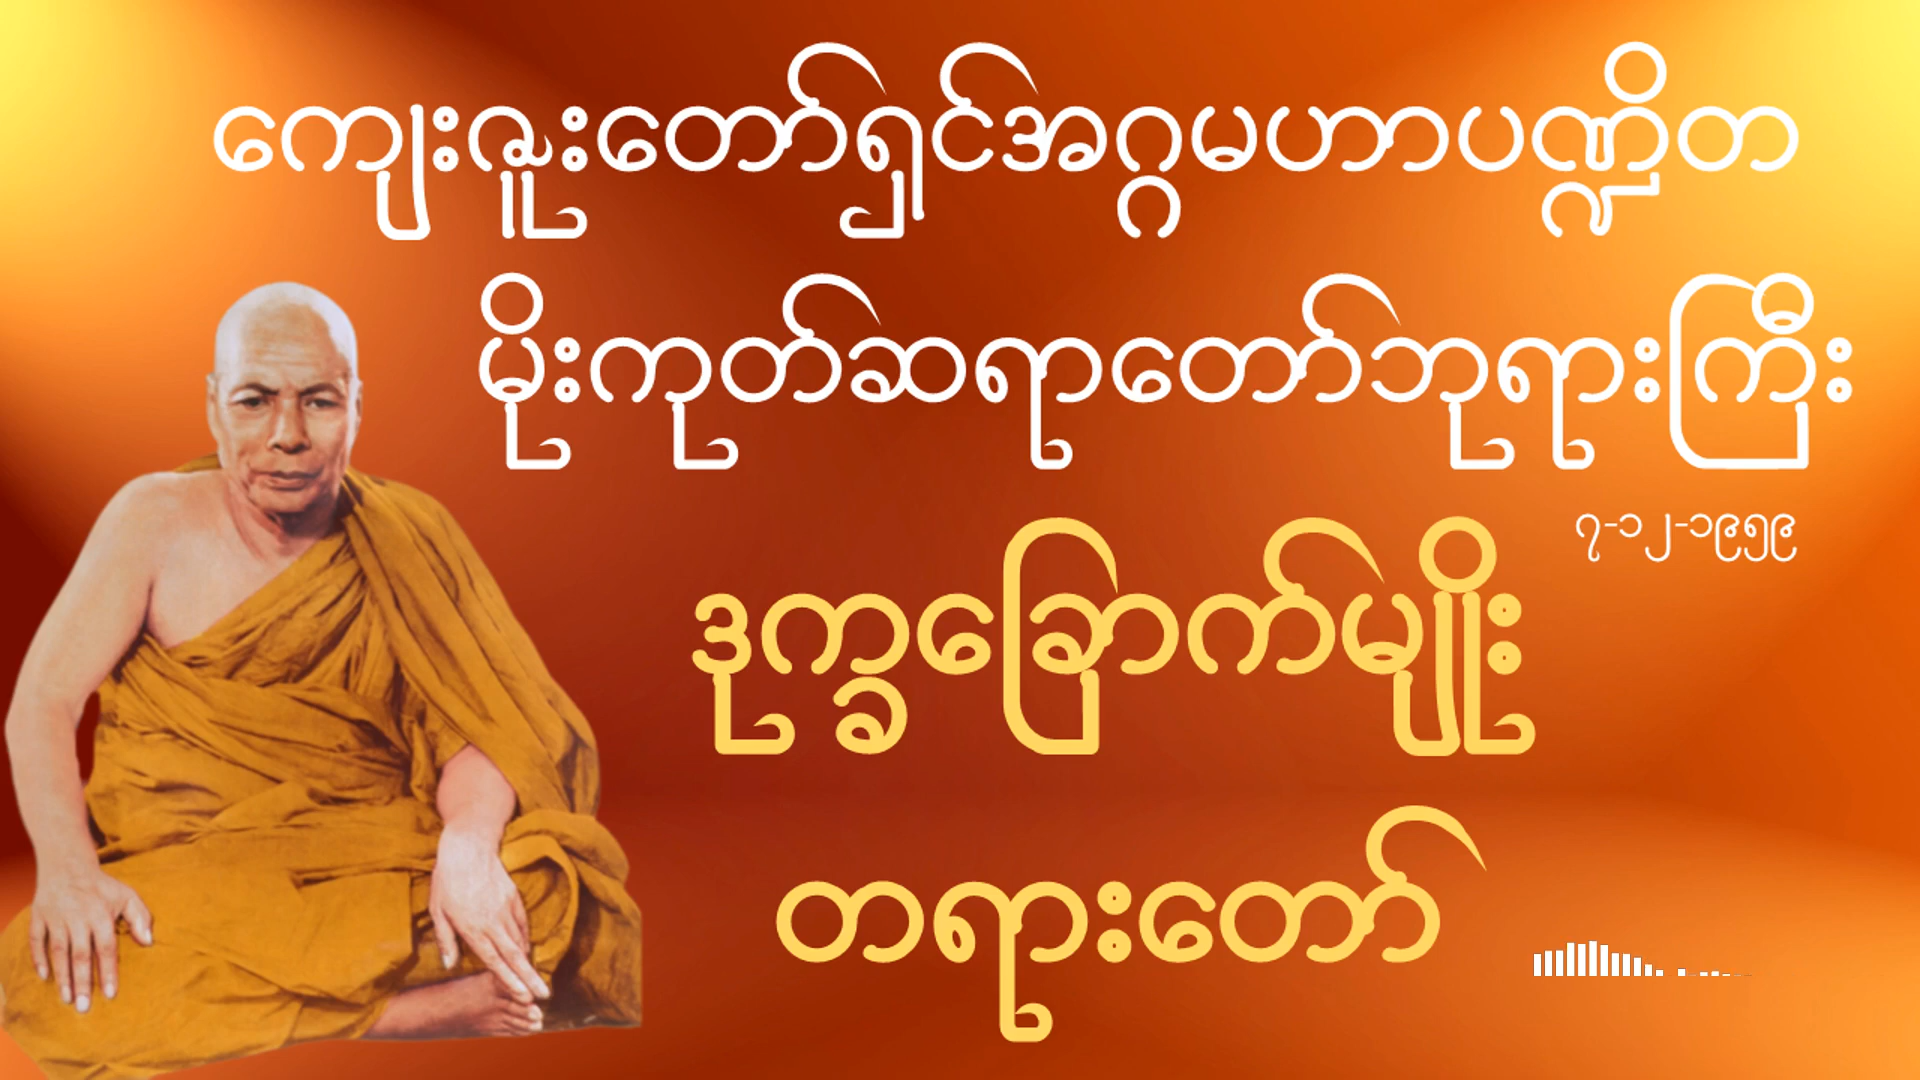 ကျေးဇူးတော်ရှင်အဂ္ဂမဟာပဏ္ဍိတ
မိုးကုတ်ဆရာတော်ဘုရားကြီး
၇-၁၂-၁၉၅၉
ဒုက္ခခြောက်မျိုး
တရားတော်